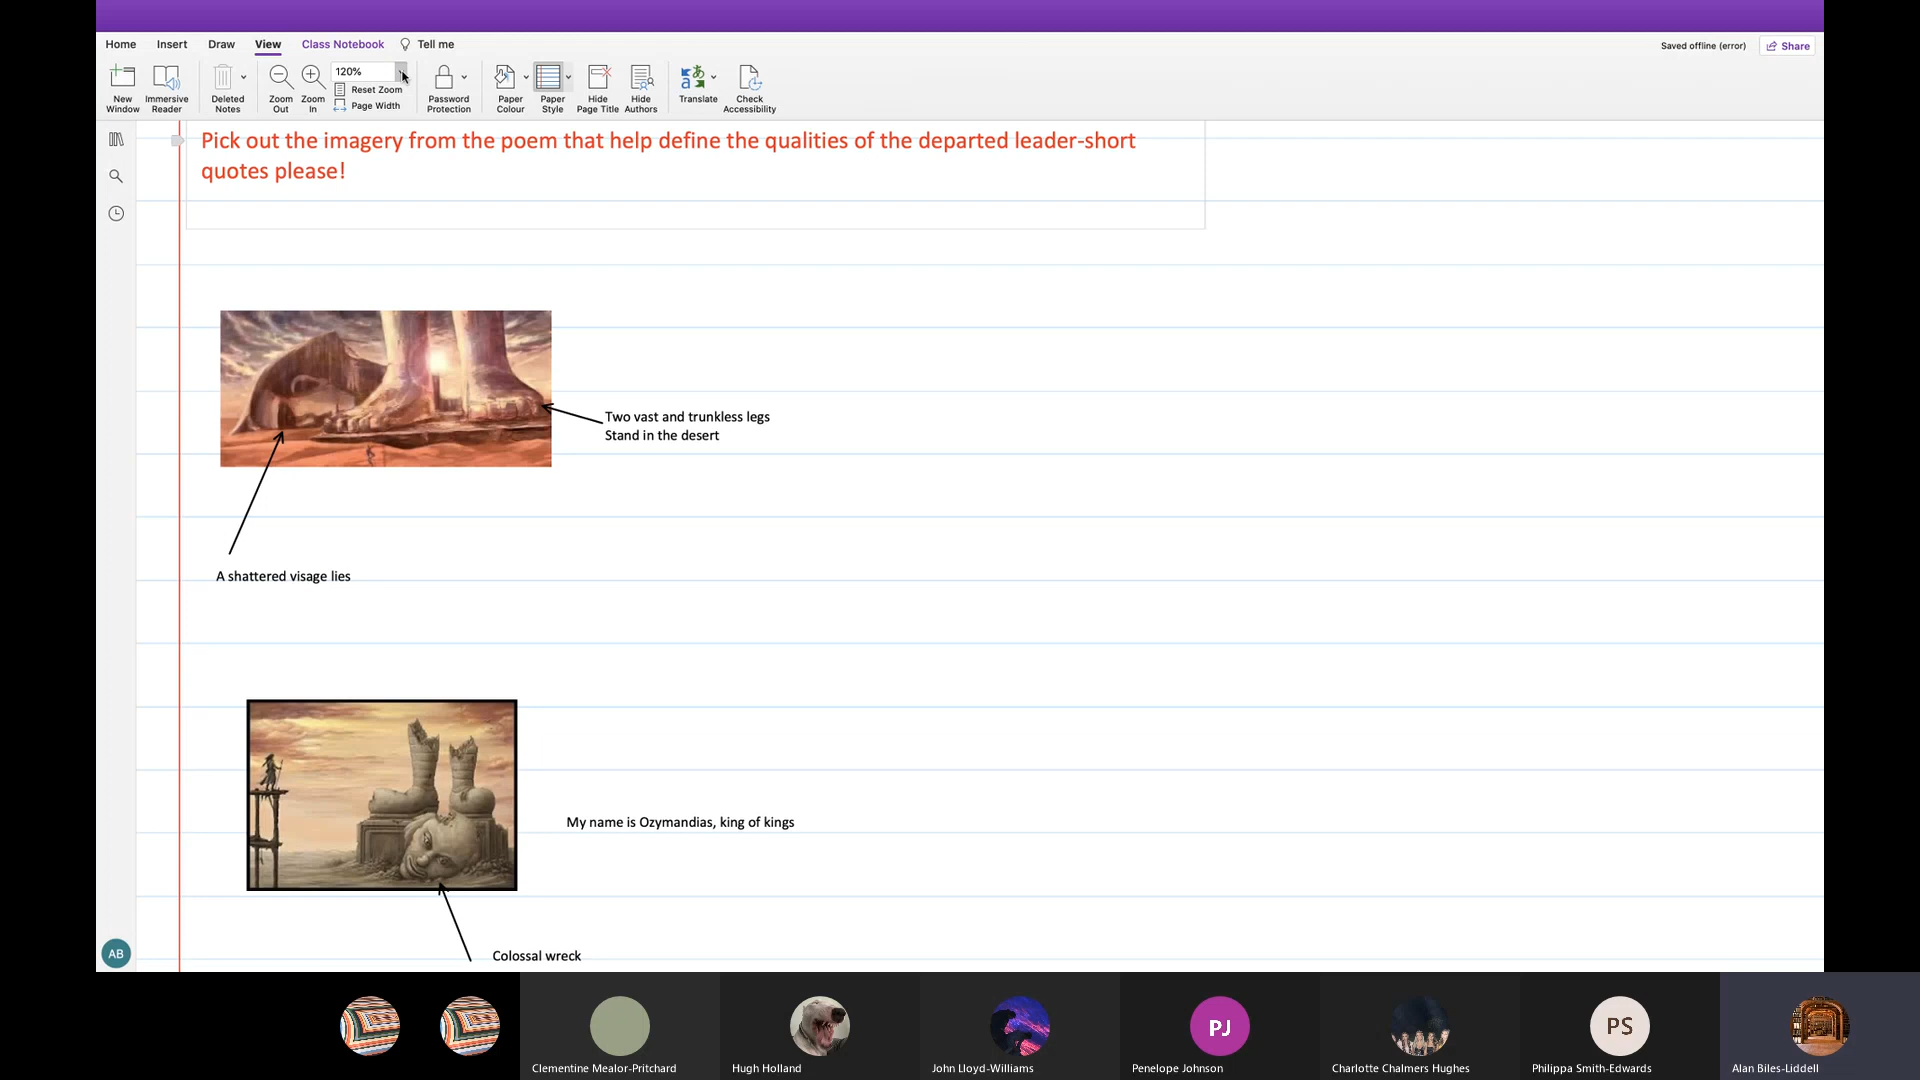 Home Insert Draw View Class Notebook Tell me
Saved offline (error) Share
120%
Reset Zoom
Page Width
New Window
Immersive Reader
Deleted Notes
Zoom Out
Zoom In
Password Protection
Paper Colour
Paper Style
Hide Page Title
Hide Authors
Translate
Check Accessibility
Pick out the imagery from the poem that help define the qualities of the departed leader-short
quotes please!
Two vast and trunkless legs
Stand in the desert
A shattered visage lies
My name is Ozymandias, king of kings
Colossal wreck
AB
PJ
PS
Clementine Mealor-Pritchard
Hugh Holland
John Lloyd-Williams
Penelope Johnson
Charlotte Chalmers Hughes
Philippa Smith-Edwards
Alan Biles-Liddell